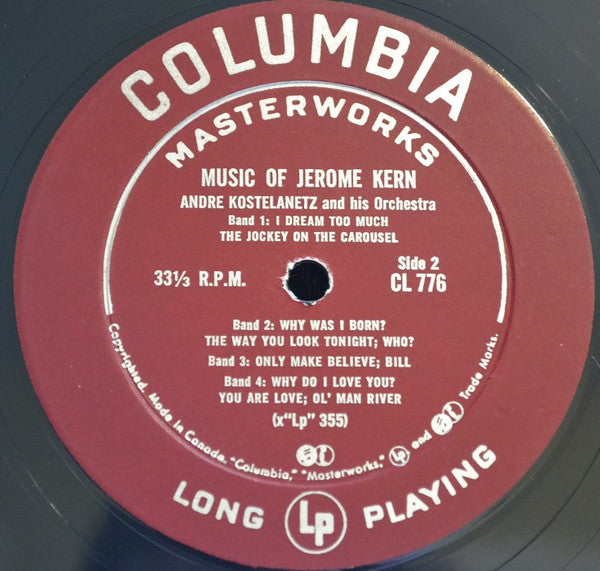 COLUMBIA
MASTERWORKS
MUSIC OF JEROME KERN
ANDRE KOSTELANETZ and his Orchestra
Band 1: I DREAM TOO MUCH
THE JOCKEY ON THE CAROUSEL
33⅓ R.P.M.
Side 2
CL 776
Band 2: WHY WAS I BORN?
THE WAY YOU LOOK TONIGHT; WHO?
Band 3: ONLY MAKE BELIEVE; BILL
Band 4: WHY DO I LOVE YOU?
YOU ARE LOVE; OL' MAN RIVER
(x"Lp" 355)
Copyrighted. Made in Canada. "Columbia," "Masterworks," Lp and Trade Marks.
LONG Lp PLAYING